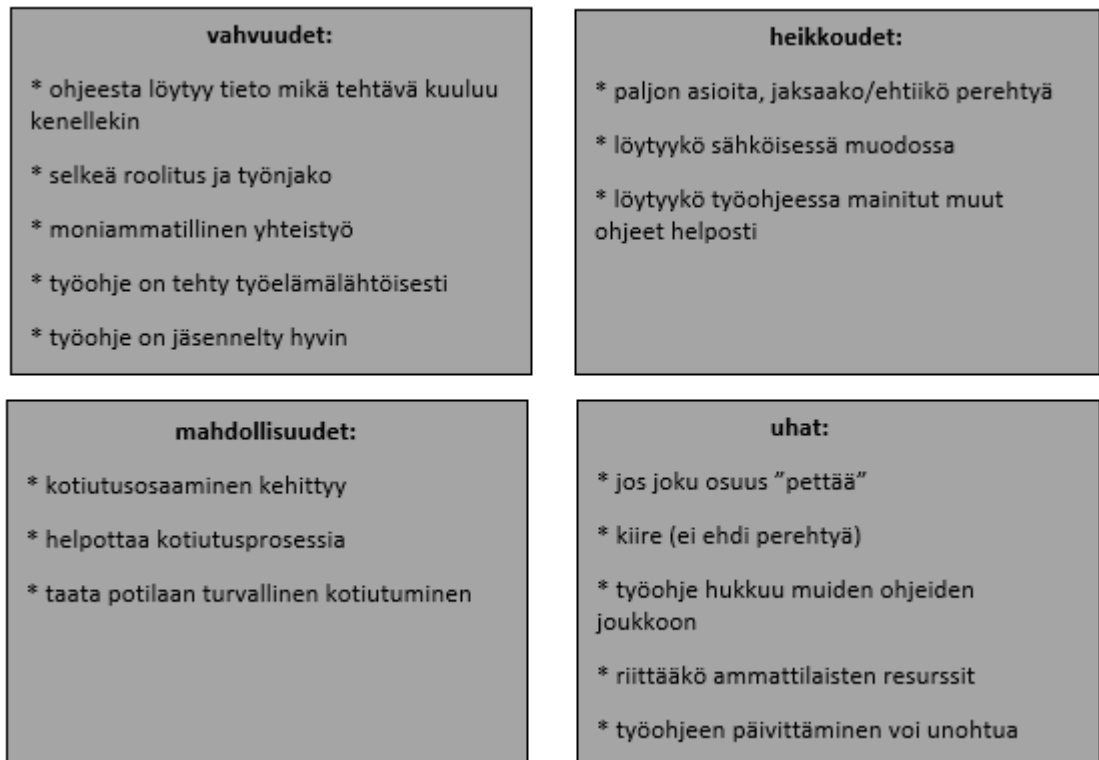 vahvuudet:
* ohjeesta löytyy tieto mikä tehtävä kuuluu
kenellekin
* selkeä roolitus ja työnjako
* moniammatillinen yhteistyö
* työohje on tehty työelämälähtöisesti
* työohje on jäsennelty hyvin
heikkoudet:
* paljon asioita, jaksaako/ehtiikö perehtyä
* löytyykö sähköisessä muodossa
* löytyykö työohjeessa mainitut muut
ohjeet helposti
mahdollisuudet:
* kotiutusosaaminen kehittyy
* helpottaa kotiutusprosessia
* taata potilaan turvallinen kotiutuminen
uhat:
* jos joku osuus ”pettää”
* kiire (ei ehdi perehtyä)
* työohje hukkuu muiden ohjeiden
joukkoon
* riittääkö ammattilaisten resurssit
* työohjeen päivittäminen voi unohtua